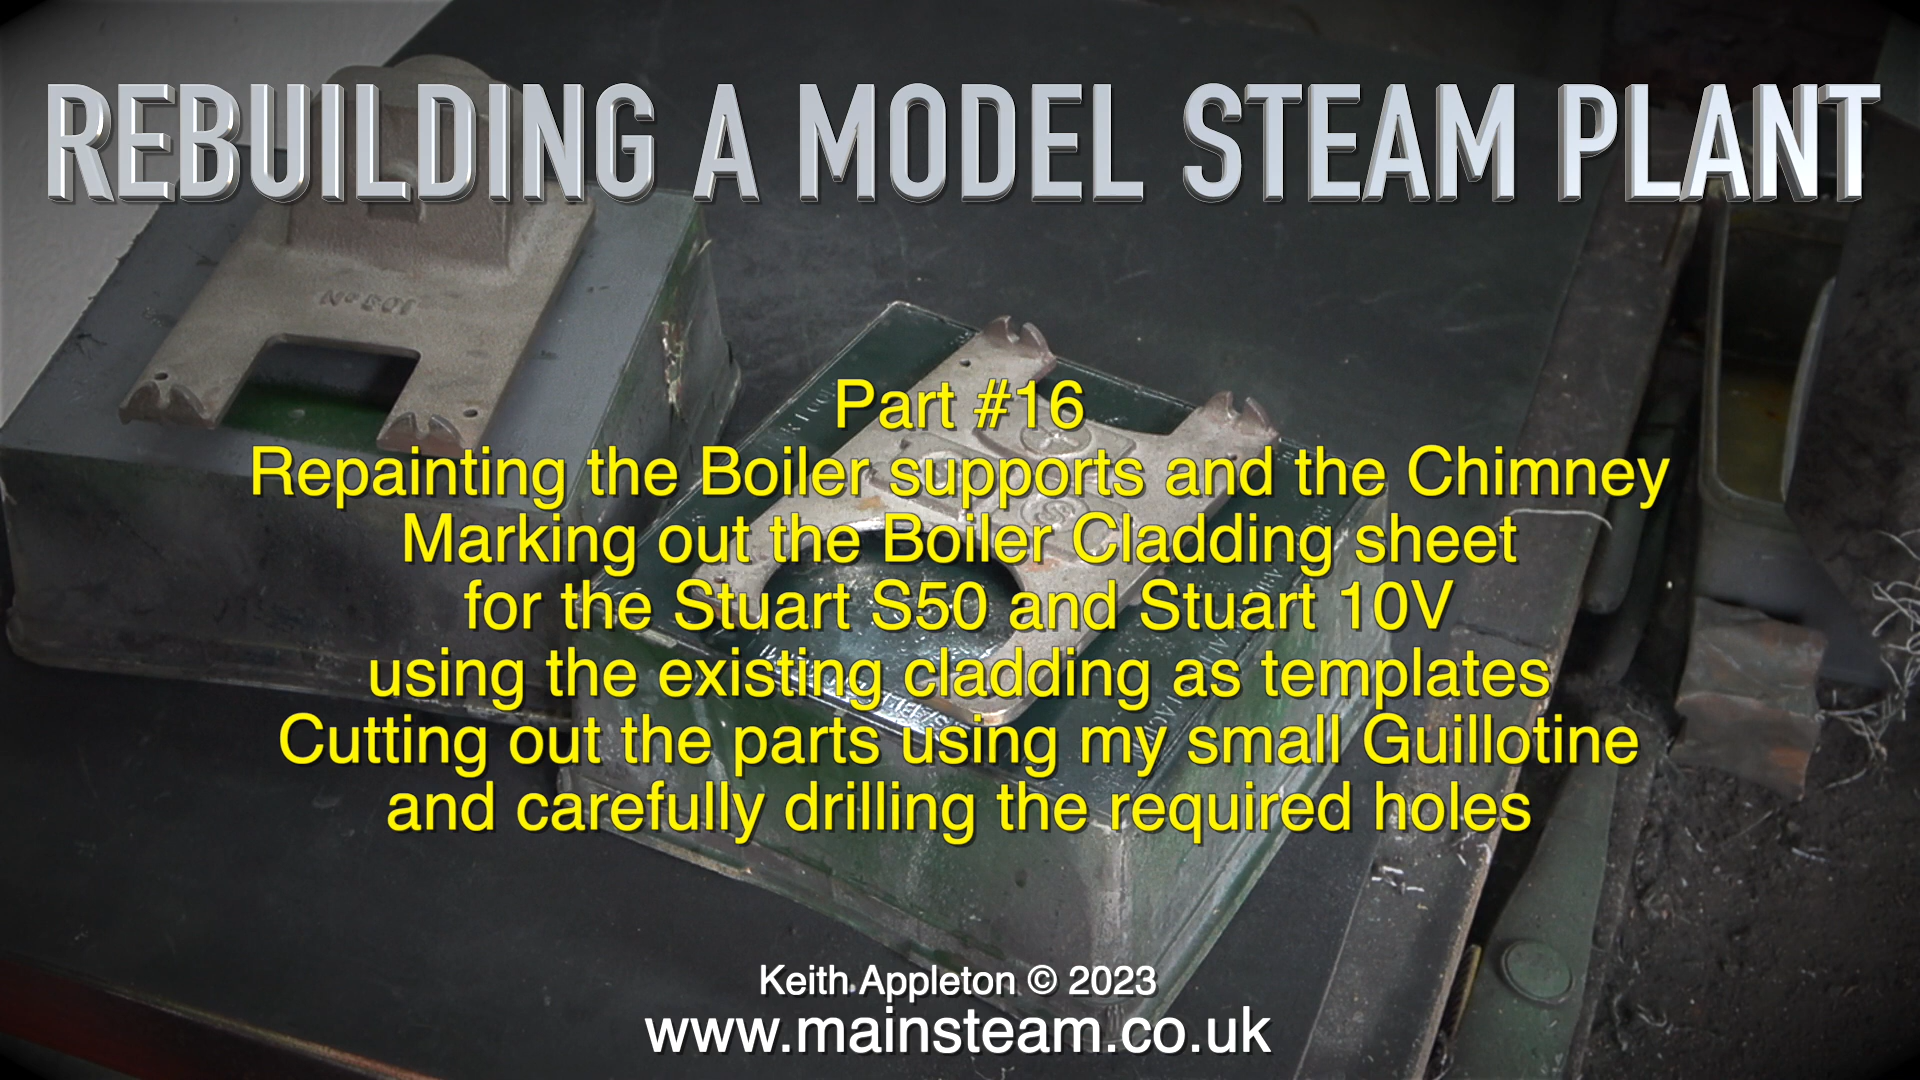 REBUILDING A MODEL STEAM PLANT
No 501
Part #16
Repainting the Boiler supports and the Chimney
Marking out the Boiler Cladding sheet
for the Stuart S50 and Stuart 10V
using the existing cladding as templates
Cutting out the parts using my small Guillotine
and carefully drilling the required holes
Keith Appleton © 2023
www.mainsteam.co.uk